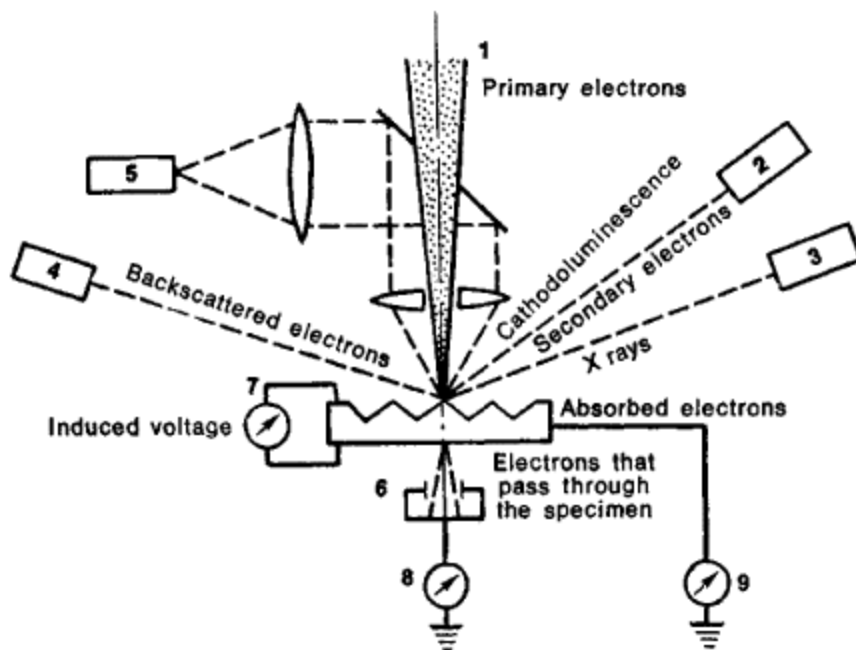 1
Primary electrons
5
2
Cathodoluminescence
Secondary electrons
3
4
Backscattered electrons
X rays
7
Induced voltage
Absorbed electrons
6
Electrons that
pass through
the specimen
8
9